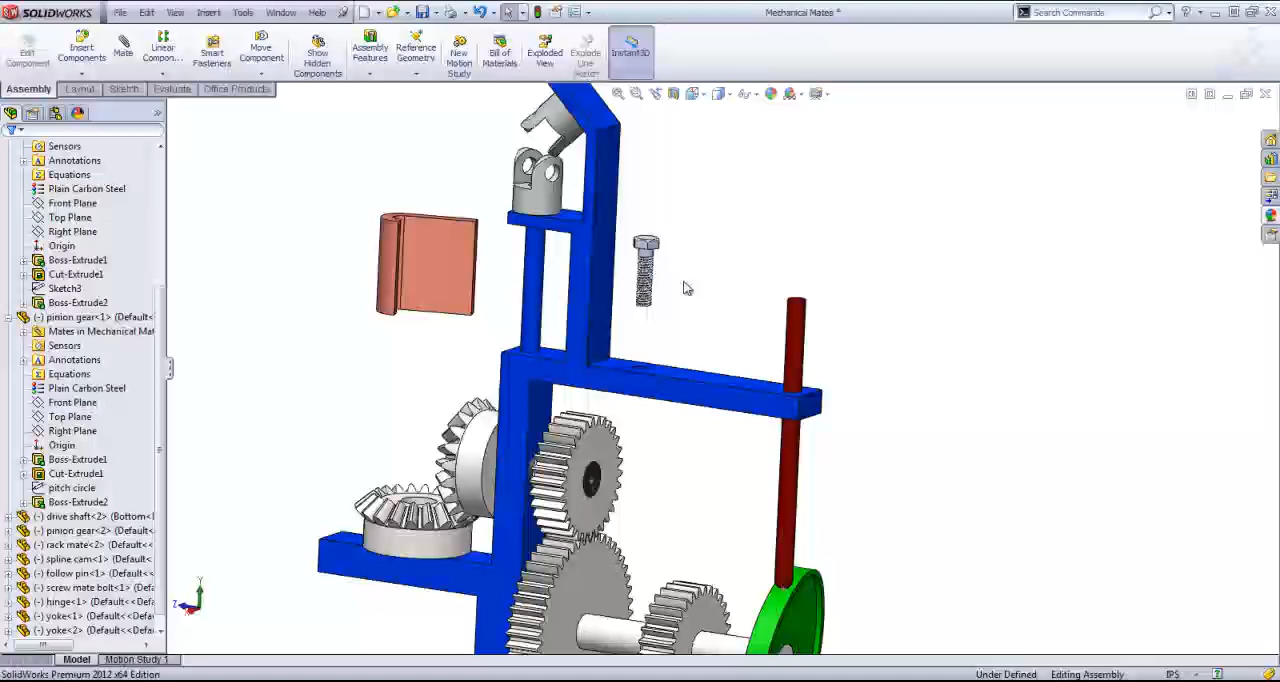 SOLIDWORKS File Edit View Insert Tools Window Help Mechanical Mates * Search Commands
Edit Component
Insert Components
Mate
Linear Compon...
Smart Fasteners
Move Component
Show Hidden Components
Assembly Features
Reference Geometry
New Motion Study
Bill of Materials
Exploded View
Explode Line Sketch
Instant3D
Assembly Layout Sketch Evaluate Office Products
Sensors
Annotations
Equations
Plain Carbon Steel
Front Plane
Top Plane
Right Plane
Origin
Boss-Extrude1
Cut-Extrude1
Sketch3
Boss-Extrude2
(-) pinion gear<1> (Default<
Mates in Mechanical Mat
Sensors
Annotations
Equations
Plain Carbon Steel
Front Plane
Top Plane
Right Plane
Origin
Boss-Extrude1
Cut-Extrude1
pitch circle
Boss-Extrude2
(-) drive shaft<2> (Bottom<
(-) pinion gear<2> (Default<
(-) rack mate<2> (Default<
(-) spline cam<1> (Default<
(-) follow pin<1> (Default<
(-) screw mate bolt<1> (Defa
(-) hinge<1> (Default<<Defa
(-) yoke<1> (Default<<Defau
(-) yoke<2> (Default<<Defau
Y
Z
Model Motion Study 1
SolidWorks Premium 2012 x64 Edition Under Defined Editing Assembly IPS